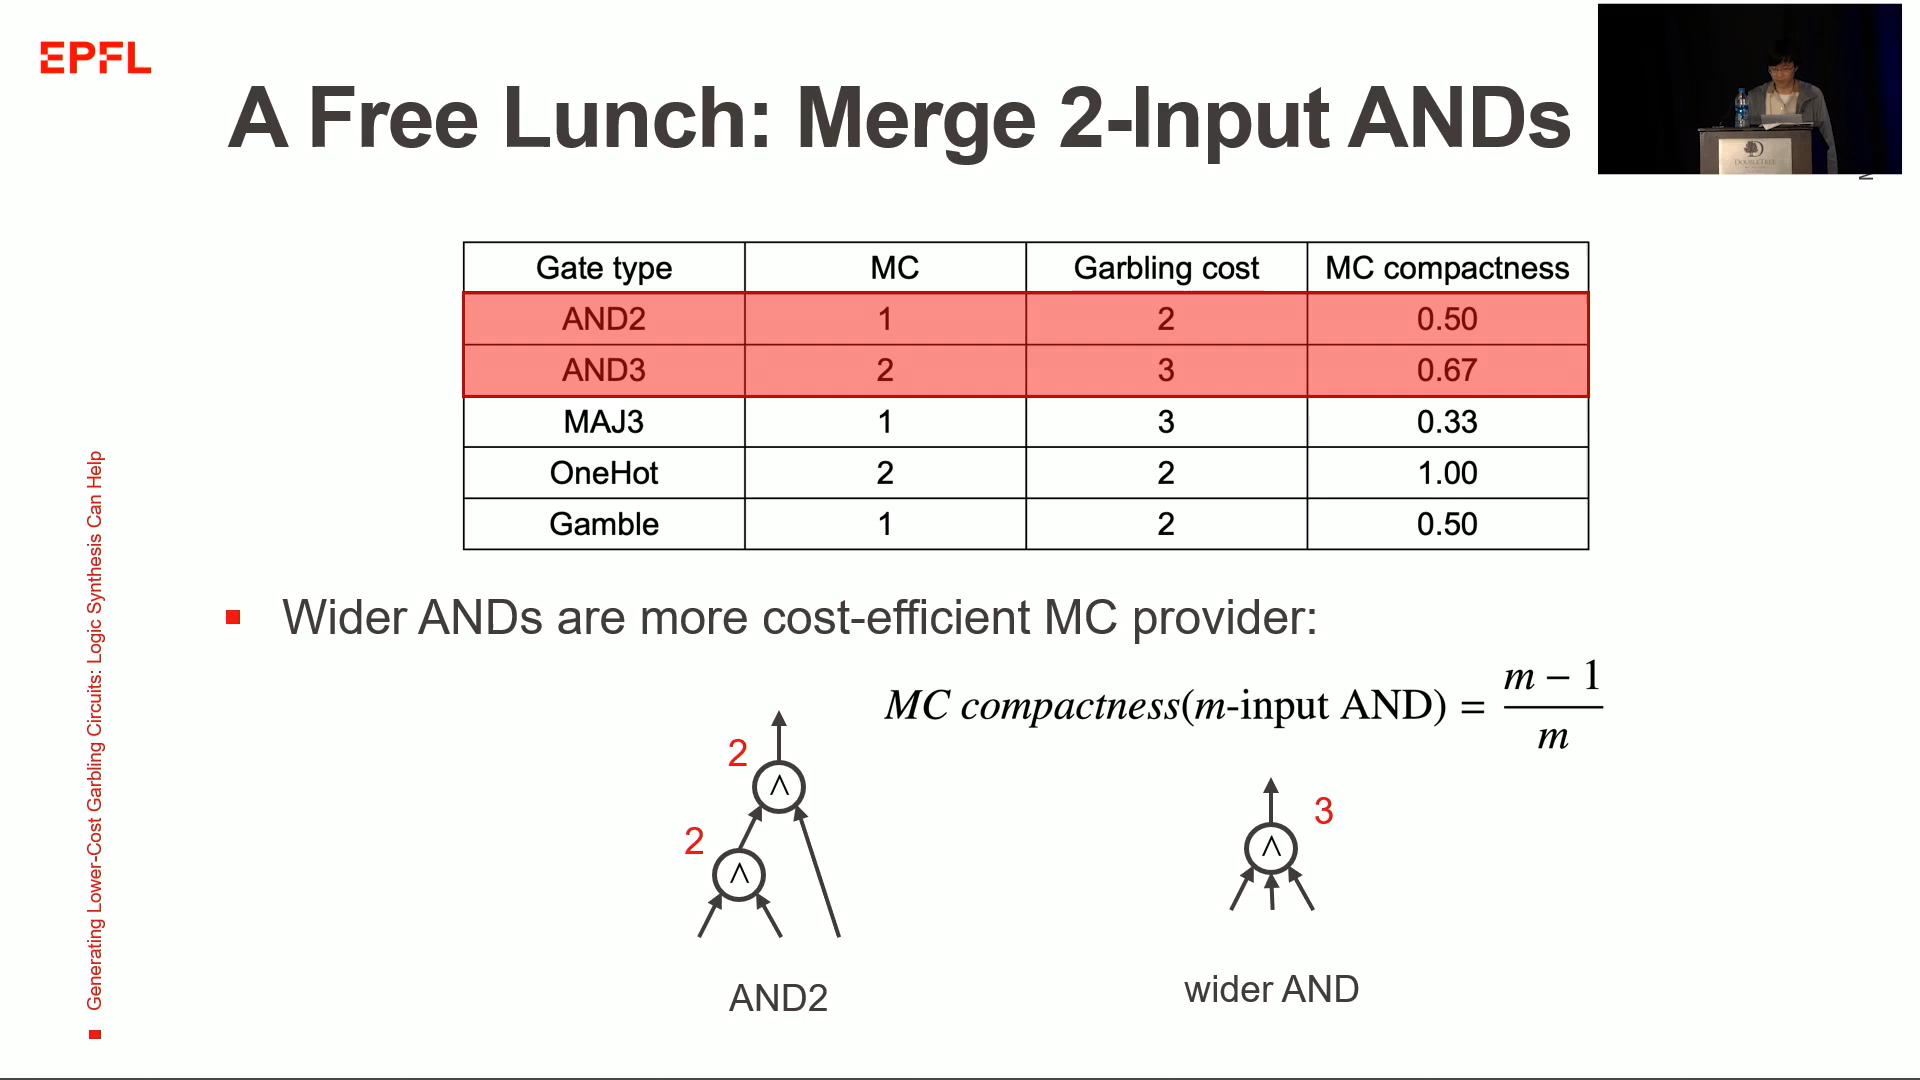 EPFL
A Free Lunch: Merge 2-Input ANDs
Gate type MC Garbling cost MC compactness
AND2 1 2 0.50
AND3 2 3 0.67
MAJ3 1 3 0.33
OneHot 2 2 1.00
Gamble 1 2 0.50
Wider ANDs are more cost-efficient MC provider:
MC compactness(m-input AND) = \frac{m − 1}{m}
2
∧
2
∧
AND2
3
∧
wider AND
Generating Lower-Cost Garbling Circuits: Logic Synthesis Can Help
DOUBLETREE